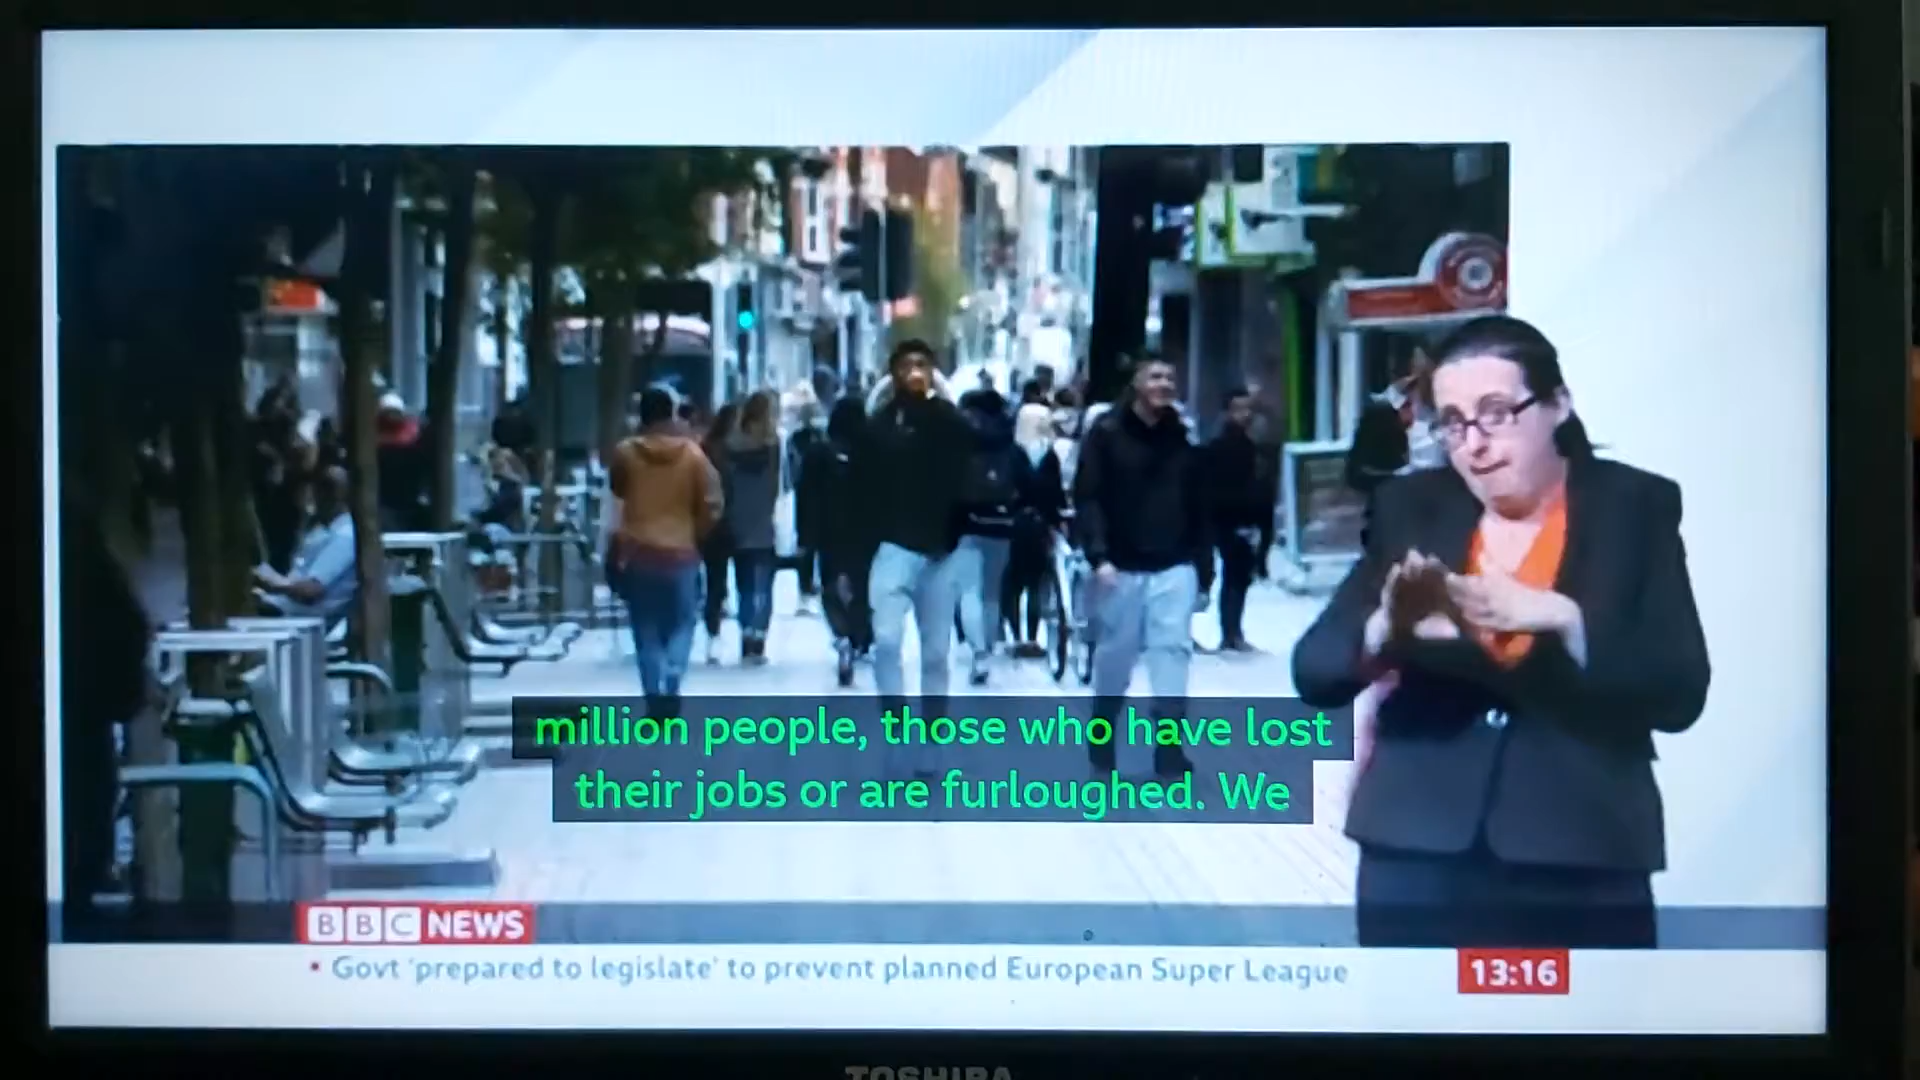 million people, those who have lost
their jobs or are furloughed. We
BBC NEWS
• Govt 'prepared to legislate' to prevent planned European Super League
13:16
TOSHIBA